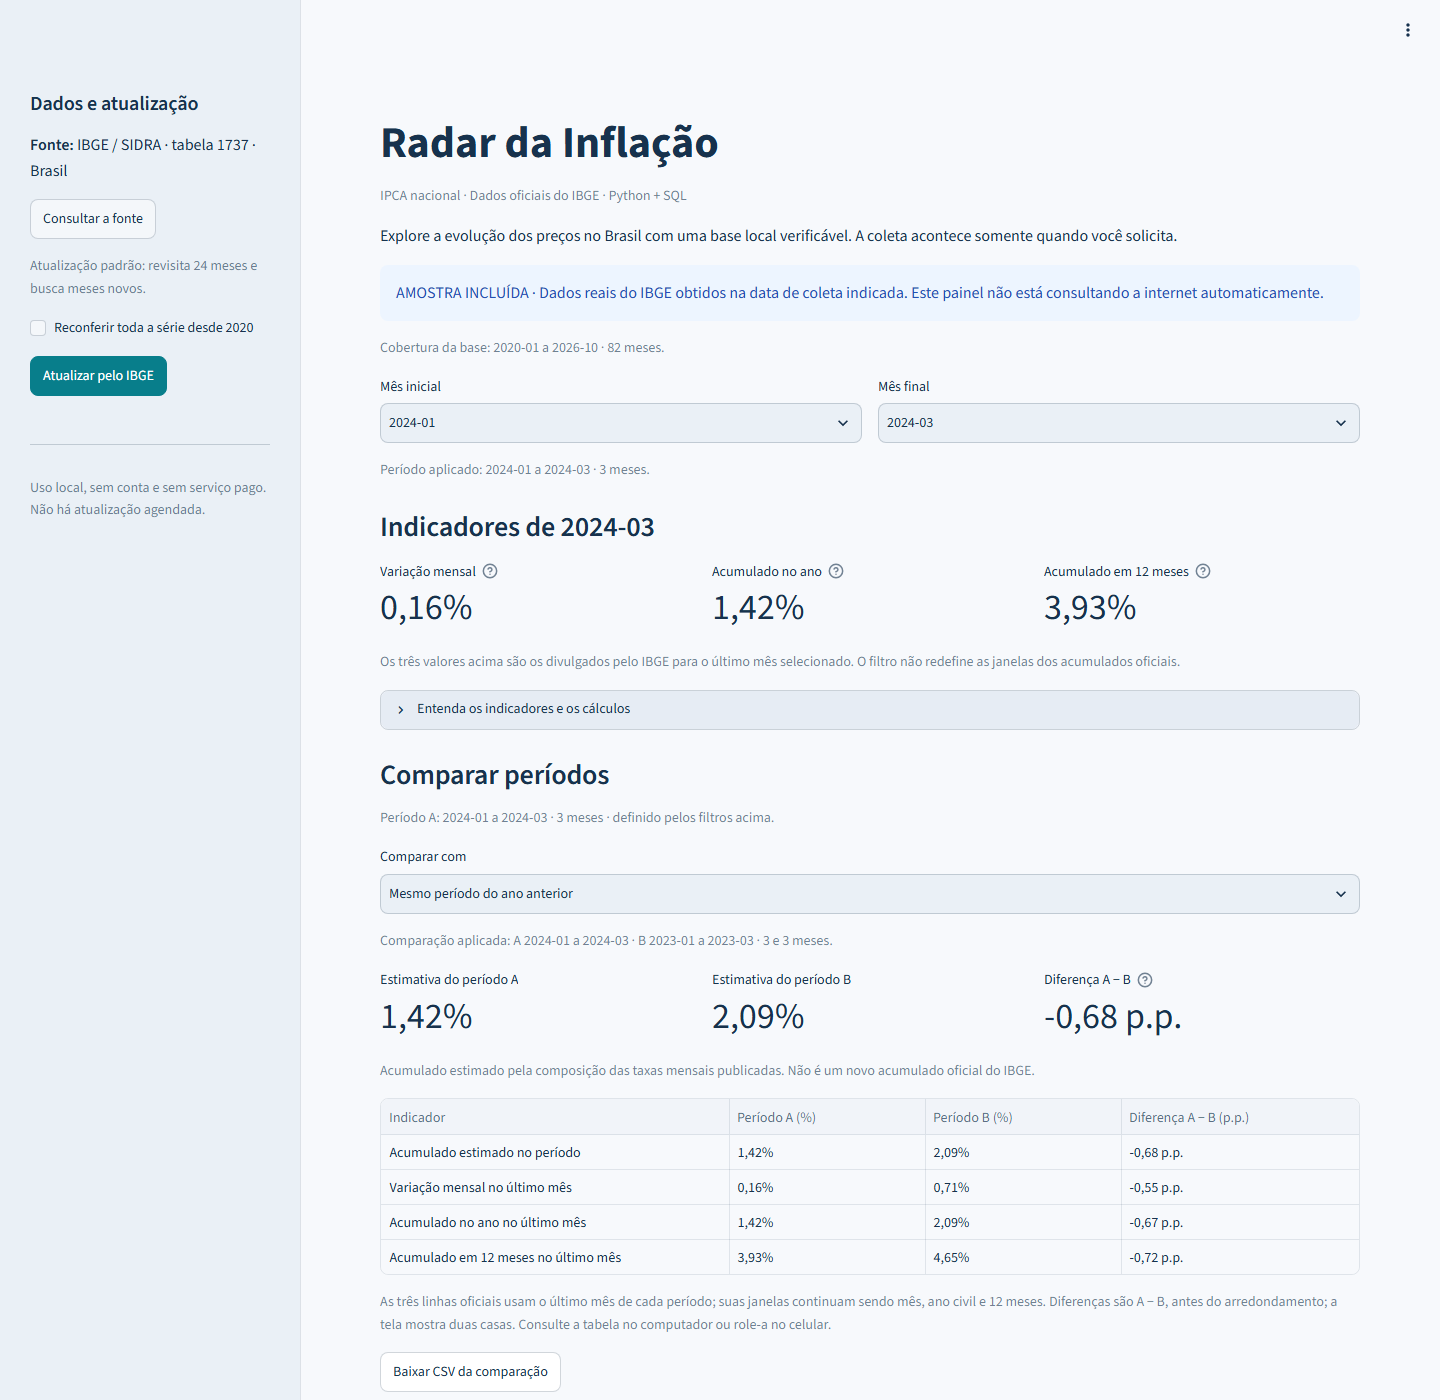 Dados e atualização
Fonte: IBGE / SIDRA · tabela 1737 ·
Brasil
Consultar a fonte
Atualização padrão: revisita 24 meses e
busca meses novos.
Reconferir toda a série desde 2020
Atualizar pelo IBGE
Uso local, sem conta e sem serviço pago.
Não há atualização agendada.
Radar da Inflação
IPCA nacional · Dados oficiais do IBGE · Python + SQL
Explore a evolução dos preços no Brasil com uma base local verificável. A coleta acontece somente quando você solicita.
AMOSTRA INCLUÍDA · Dados reais do IBGE obtidos na data de coleta indicada. Este painel não está consultando a internet automaticamente.
Cobertura da base: 2020-01 a 2026-10 · 82 meses.
Mês inicial Mês final
2024-01 2024-03
Período aplicado: 2024-01 a 2024-03 · 3 meses.
Indicadores de 2024-03
Variação mensal Acumulado no ano Acumulado em 12 meses
0,16% 1,42% 3,93%
Os três valores acima são os divulgados pelo IBGE para o último mês selecionado. O filtro não redefine as janelas dos acumulados oficiais.
Entenda os indicadores e os cálculos
Comparar períodos
Período A: 2024-01 a 2024-03 · 3 meses · definido pelos filtros acima.
Comparar com
Mesmo período do ano anterior
Comparação aplicada: A 2024-01 a 2024-03 · B 2023-01 a 2023-03 · 3 e 3 meses.
Estimativa do período A Estimativa do período B Diferença A − B
1,42% 2,09% -0,68 p.p.
Acumulado estimado pela composição das taxas mensais publicadas. Não é um novo acumulado oficial do IBGE.
Indicador Período A (%) Período B (%) Diferença A − B (p.p.)
Acumulado estimado no período 1,42% 2,09% -0,68 p.p.
Variação mensal no último mês 0,16% 0,71% -0,55 p.p.
Acumulado no ano no último mês 1,42% 2,09% -0,67 p.p.
Acumulado em 12 meses no último mês 3,93% 4,65% -0,72 p.p.
As três linhas oficiais usam o último mês de cada período; suas janelas continuam sendo mês, ano civil e 12 meses. Diferenças são A − B, antes do arredondamento; a
tela mostra duas casas. Consulte a tabela no computador ou role-a no celular.
Baixar CSV da comparação